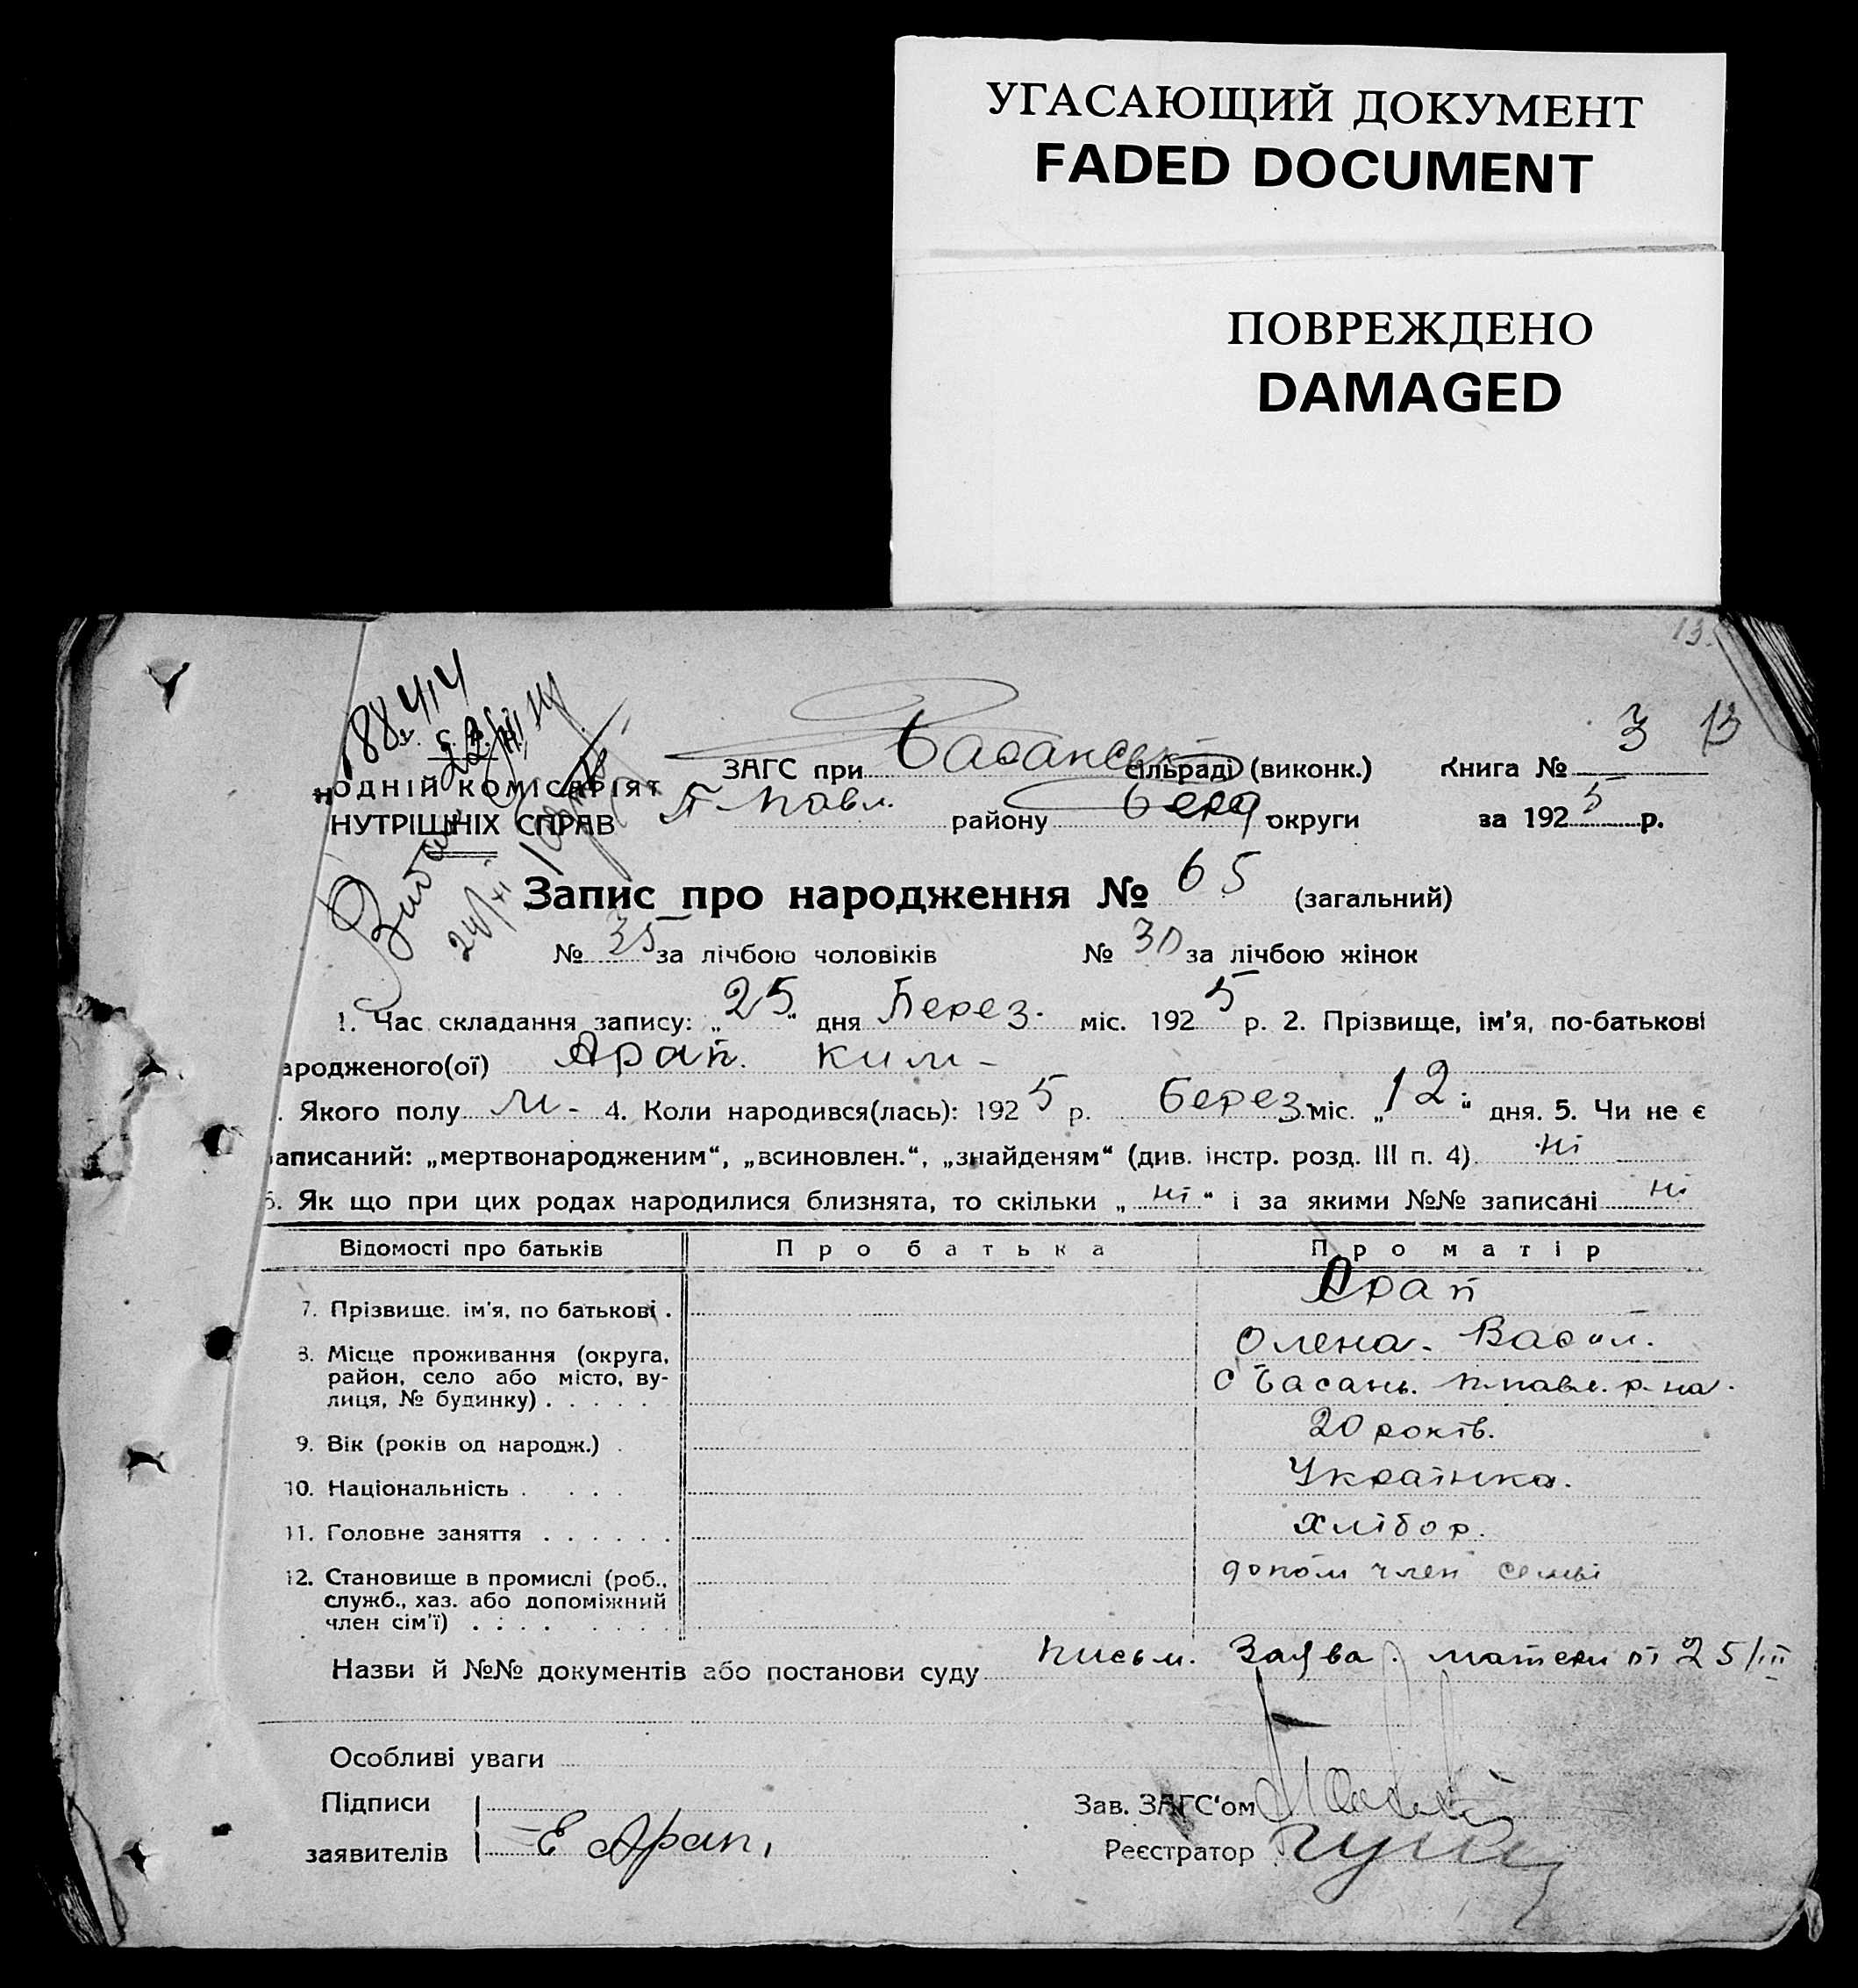 УГАСАЮЩИЙ ДОКУМЕНТ
FADED DOCUMENT
ПОВРЕЖДЕНО
DAMAGED
13.
188414
3 13
ЗАГС при Басанськ сільраді (виконк.) Книга №
НОДНІЙ КОМІСАРІЯТ
НУТРІШНІХ СПРАВ П Павл. району Берд округи за 1925 р.
Запис про народження № 65 (загальний)
№ 35 за лічбою чоловіків № 30 за лічбою жінок
1. Час складання запису: „25“ дня Берез. міс. 1925 р. 2. Прізвище, ім'я, по-батькові
ародженого(ої) Арап. Ким -
. Якого полу м- 4. Коли народився(лась): 1925 р. Берез. міс. „12“ дня. 5. Чи не є
аписаний: „мертвонародженим“, „всиновлен.“, „знайденям“ (див. інстр. розд. III п. 4) ні
6. Як що при цих родах народилися близнята, то скільки „ні“ і за якими №№ записані ні
Відомості про батьків Про батька Про матір
7. Прізвище. ім'я, по батькові . Арап
Олена. Васил.
8. Місце проживання (округа, район, село або місто, вулиця, № будинку) . . . . . с Басань. П-павл. р-на.
9. Вік (років од народж.) . 20 років.
10. Національність . . . . Українка.
11. Головне заняття . . . . . . хлібор.
12. Становище в промислі (роб., служб., хаз. або допоміжний член сім'ї) . . . . допом член семьі
Назви й №№ документів або постанови суду письм. Заява. матери от 25/III
Особливі уваги
Підписи
заявителів Е Арап,
Зав. ЗАГС'ом
Реєстратор